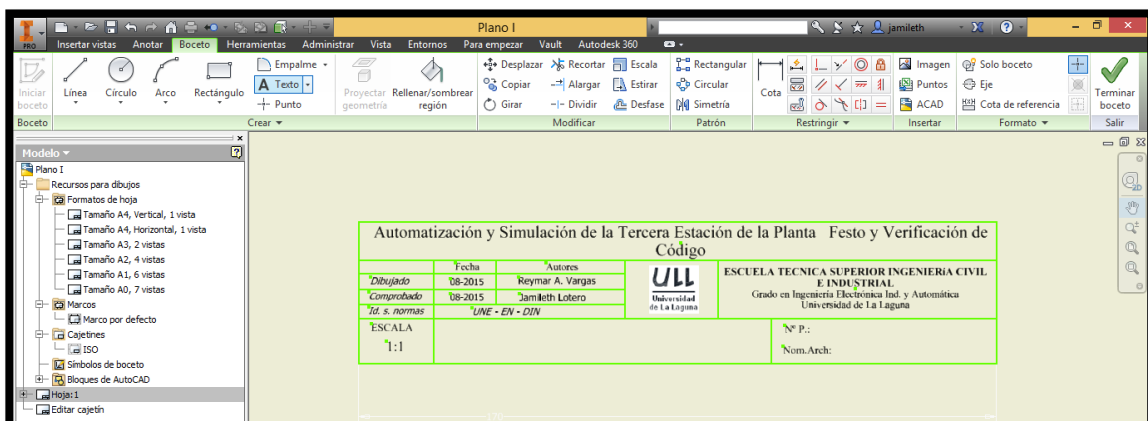 Plano I
jamileth
PRO
Insertar vistas Anotar Boceto Herramientas Administrar Vista Entornos Para empezar Vault Autodesk 360
Iniciar boceto
Línea
Círculo
Arco
Rectángulo
Empalme
Texto
Punto
Proyectar geometría
Rellenar/sombrear región
Desplazar
Copiar
Girar
Recortar
Alargar
Dividir
Escala
Estirar
Desfase
Rectangular
Circular
Simetría
Cota
Imagen
Puntos
ACAD
Solo boceto
Eje
Cota de referencia
Terminar boceto
Boceto Crear Modificar Patrón Restringir Insertar Formato Salir
Modelo
Plano I
Recursos para dibujos
Formatos de hoja
Tamaño A4, Vertical, 1 vista
Tamaño A4, Horizontal, 1 vista
Tamaño A3, 2 vistas
Tamaño A2, 4 vistas
Tamaño A1, 6 vistas
Tamaño A0, 7 vistas
Marcos
Marco por defecto
Cajetines
ISO
Símbolos de boceto
Bloques de AutoCAD
Hoja:1
Editar cajetín
Automatización y Simulación de la Tercera Estación de la Planta Festo y Verificación de
Código
Fecha Autores
Dibujado 08-2015 Reymar A. Vargas
Comprobado 08-2015 Jamileth Lotero
Id. s. normas UNE - EN - DIN
ULL
Universidad
de La Laguna
ESCUELA TECNICA SUPERIOR INGENIERíA CIVIL
E INDUSTRIAL
Grado en Ingeniería Electrónica Ind. y Automática
Universidad de La Laguna
ESCALA
1:1
Nº P.:
Nom.Arch:
170